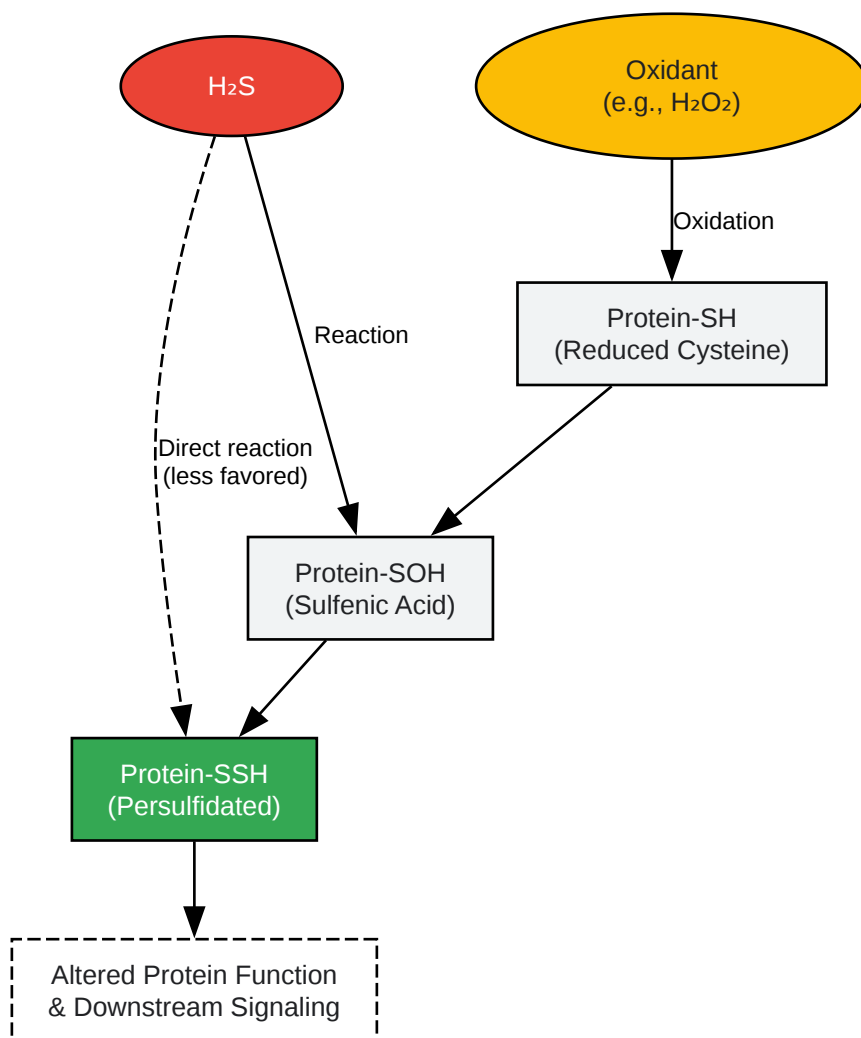 H₂S
Oxidant
(e.g., H₂O₂)
Oxidation
Protein-SH
(Reduced Cysteine)
Reaction
Direct reaction
(less favored)
Protein-SOH
(Sulfenic Acid)
Protein-SSH
(Persulfidated)
Altered Protein Function
& Downstream Signaling